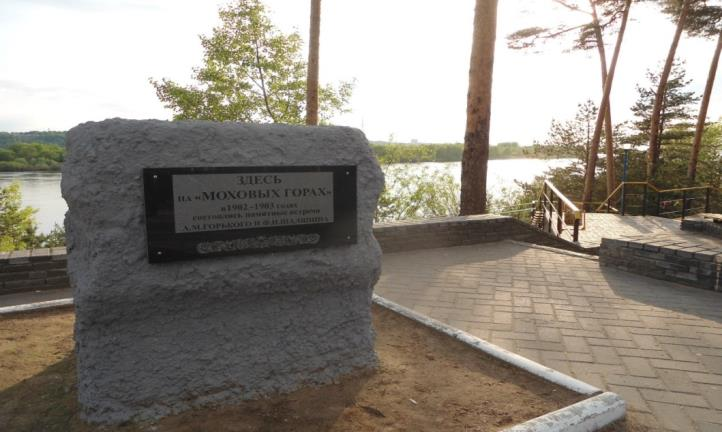 ЗДЕСЬ
НА «МОХОВЫХ ГОРАХ»
в 1902-1903 годах
состоялись памятные встречи
А.М.ГОРЬКОГО И Ф.И.ШАЛЯПИНА